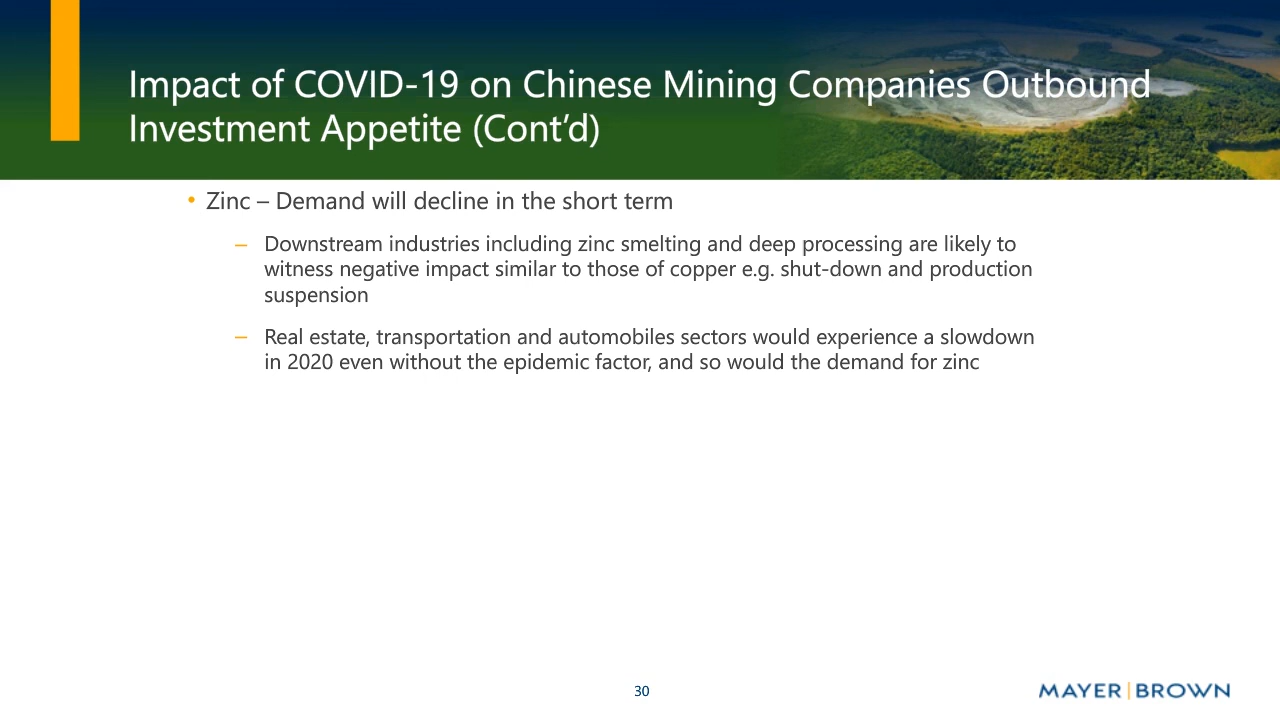 Impact of COVID-19 on Chinese Mining Companies Outbound
Investment Appetite (Cont’d)
• Zinc – Demand will decline in the short term
– Downstream industries including zinc smelting and deep processing are likely to
witness negative impact similar to those of copper e.g. shut-down and production
suspension
– Real estate, transportation and automobiles sectors would experience a slowdown
in 2020 even without the epidemic factor, and so would the demand for zinc
30
MAYER | BROWN